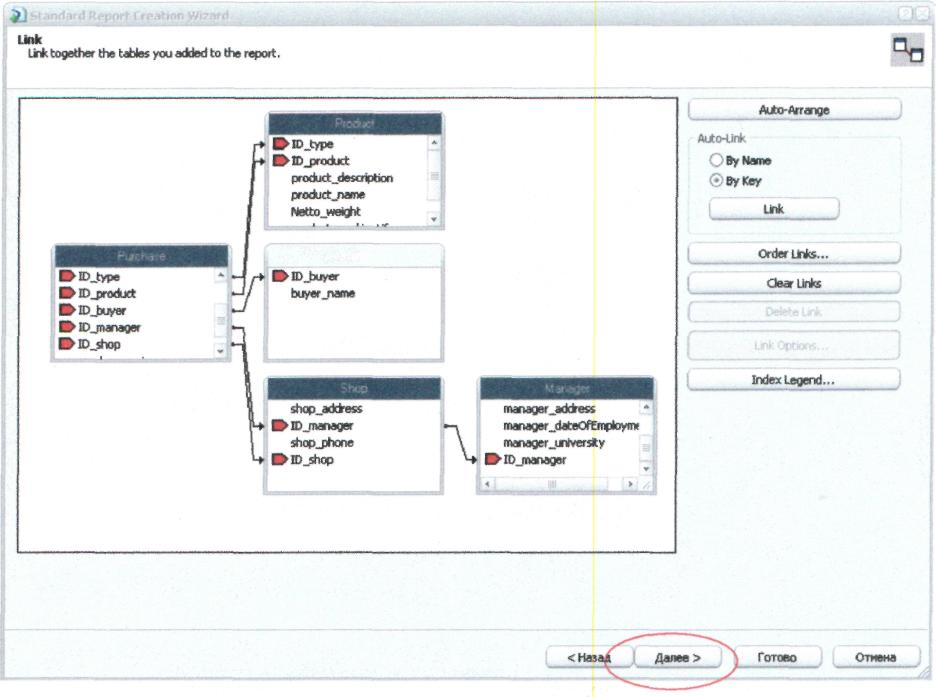 Standard Report Creation Wizard
Link
Link together the tables you added to the report.
Product
ID_type
ID_product
product_description
product_name
Netto_weight
Purchase
ID_type
ID_product
ID_buyer
ID_manager
ID_shop
ID_buyer
buyer_name
Shop
shop_address
ID_manager
shop_phone
ID_shop
Manager
manager_address
manager_dateOfEmployme
manager_university
ID_manager
Auto-Arrange
Auto-Link
By Name
By Key
Link
Order Links...
Clear Links
Delete Link
Link Options...
Index Legend...
< Назад
Далее >
Готово
Отмена